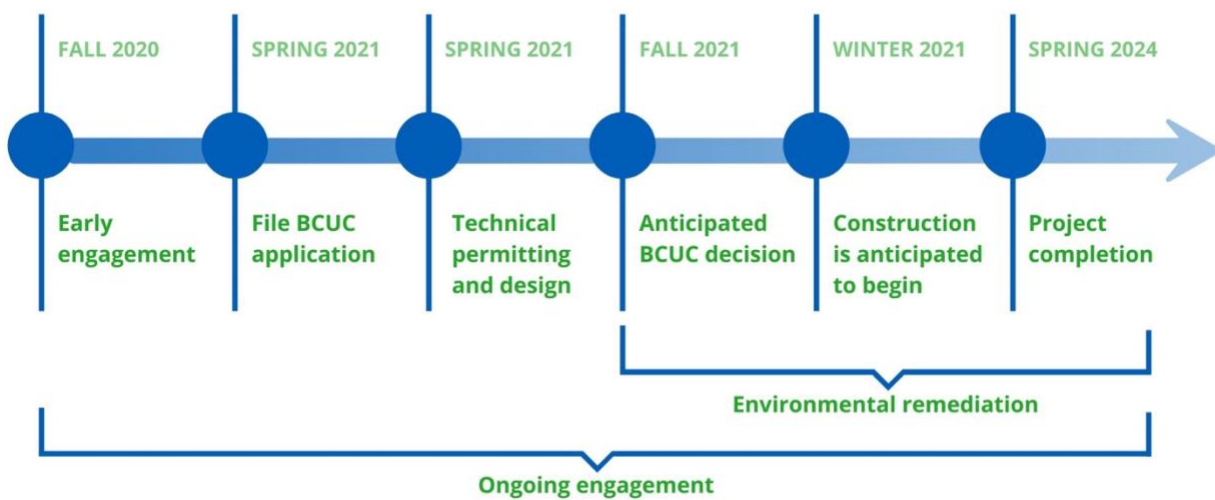 FALL 2020
SPRING 2021
SPRING 2021
FALL 2021
WINTER 2021
SPRING 2024
Early
engagement
File BCUC
application
Technical
permitting
and design
Anticipated
BCUC decision
Construction
is anticipated
to begin
Project
completion
Environmental remediation
Ongoing engagement